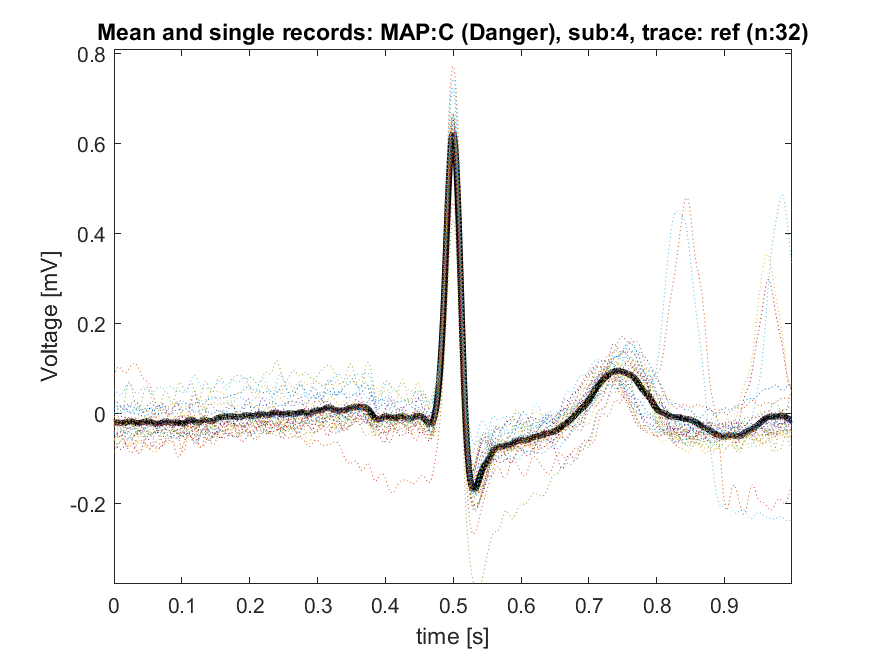 Mean and single records: MAP:C (Danger), sub:4, trace: ref (n:32)
0.8
0.6
0.4
0.2
0
-0.2
Voltage [mV]
0 0.1 0.2 0.3 0.4 0.5 0.6 0.7 0.8 0.9
time [s]